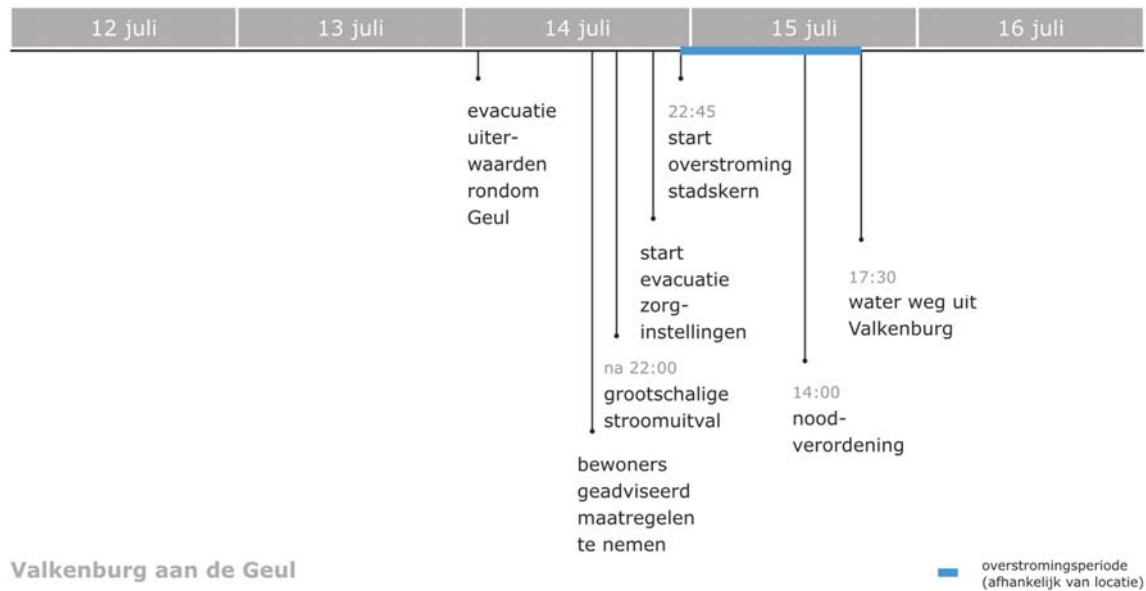 12 juli
13 juli
14 juli
15 juli
16 juli
evacuatie
uiter-
waarden
rondom
Geul
22:45
start
overstroming
stadskern
start
evacuatie
zorg-
instellingen
17:30
water weg uit
Valkenburg
na 22:00
grootschalige
stroomuitval
14:00
nood-
verordening
bewoners
geadviseerd
maatregelen
te nemen
Valkenburg aan de Geul
overstromingsperiode
(afhankelijk van locatie)